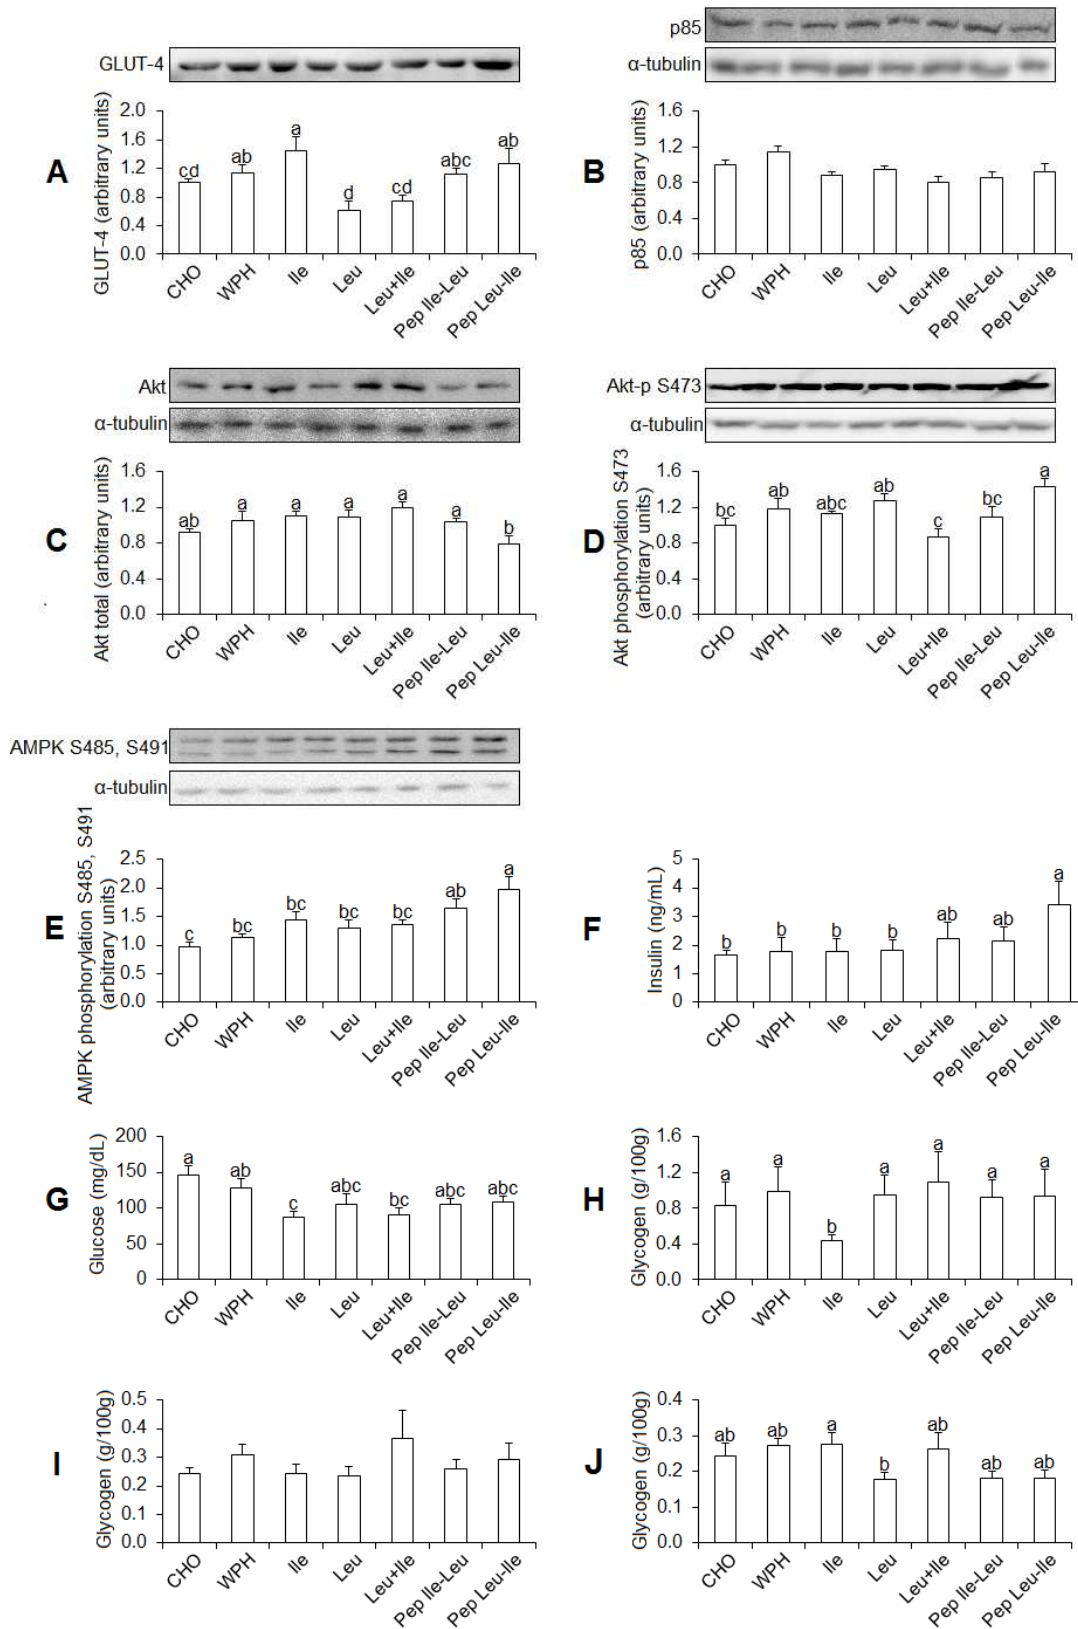 GLUT-4
A
GLUT-4 (arbitrary units)
2.0
1.6
1.2
0.8
0.4
0.0
cd
ab
a
d
cd
abc
ab
CHO
WPH
Ile
Leu
Leu+Ile
Pep Ile-Leu
Pep Leu-Ile
p85
α-tubulin
B
p85 (arbitrary units)
1.6
1.2
0.8
0.4
0.0
CHO
WPH
Ile
Leu
Leu+Ile
Pep Ile-Leu
Pep Leu-Ile
Akt
α-tubulin
C
Akt total (arbitrary units)
1.6
1.2
0.8
0.4
0.0
ab
a
a
a
a
a
b
CHO
WPH
Ile
Leu
Leu+Ile
Pep Ile-Leu
Pep Leu-Ile
Akt-p S473
α-tubulin
D
Akt phosphorylation S473
(arbitrary units)
1.6
1.2
0.8
0.4
0.0
bc
ab
abc
ab
c
bc
a
CHO
WPH
Ile
Leu
Leu+Ile
Pep Ile-Leu
Pep Leu-Ile
AMPK S485, S491
α-tubulin
E
AMPK phosphorylation S485, S491
(arbitrary units)
2.5
2.0
1.5
1.0
0.5
0.0
c
bc
bc
bc
bc
ab
a
CHO
WPH
Ile
Leu
Leu+Ile
Pep Ile-Leu
Pep Leu-Ile
F
Insulin (ng/mL)
5
4
3
2
1
0
b
b
b
b
ab
ab
a
CHO
WPH
Ile
Leu
Leu+Ile
Pep Ile-Leu
Pep Leu-Ile
G
Glucose (mg/dL)
200
150
100
50
0
a
ab
c
abc
bc
abc
abc
CHO
WPH
Ile
Leu
Leu+Ile
Pep Ile-Leu
Pep Leu-Ile
H
Glycogen (g/100g)
1.6
1.2
0.8
0.4
0.0
a
a
b
a
a
a
a
CHO
WPH
Ile
Leu
Leu+Ile
Pep Ile-Leu
Pep Leu-Ile
I
Glycogen (g/100g)
0.5
0.4
0.3
0.2
0.1
0.0
CHO
WPH
Ile
Leu
Leu+Ile
Pep Ile-Leu
Pep Leu-Ile
J
Glycogen (g/100g)
0.4
0.3
0.2
0.1
0.0
ab
ab
a
b
ab
ab
ab
CHO
WPH
Ile
Leu
Leu+Ile
Pep Ile-Leu
Pep Leu-Ile